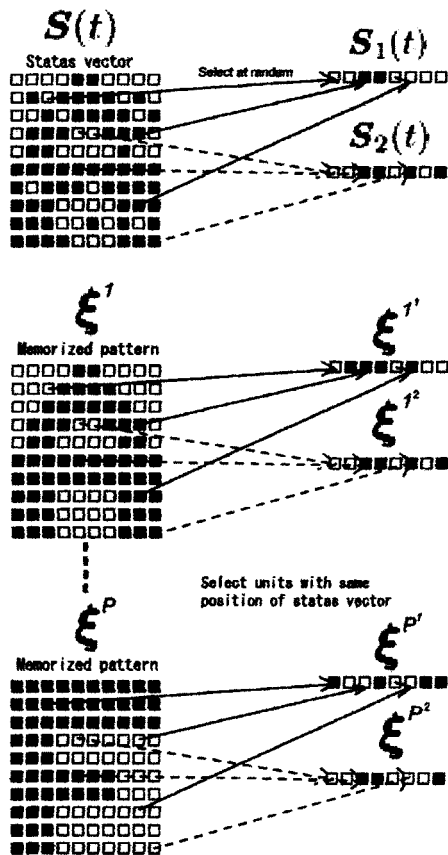 S(t)
S₁(t)
Statas vector
Select at random
S₂(t)
ξ¹
Memorized pattern
ξ¹'
ξ¹²
Select units with same
position of statas vector
ξᴾ
Memorized pattern
ξᴾ'
ξᴾ²